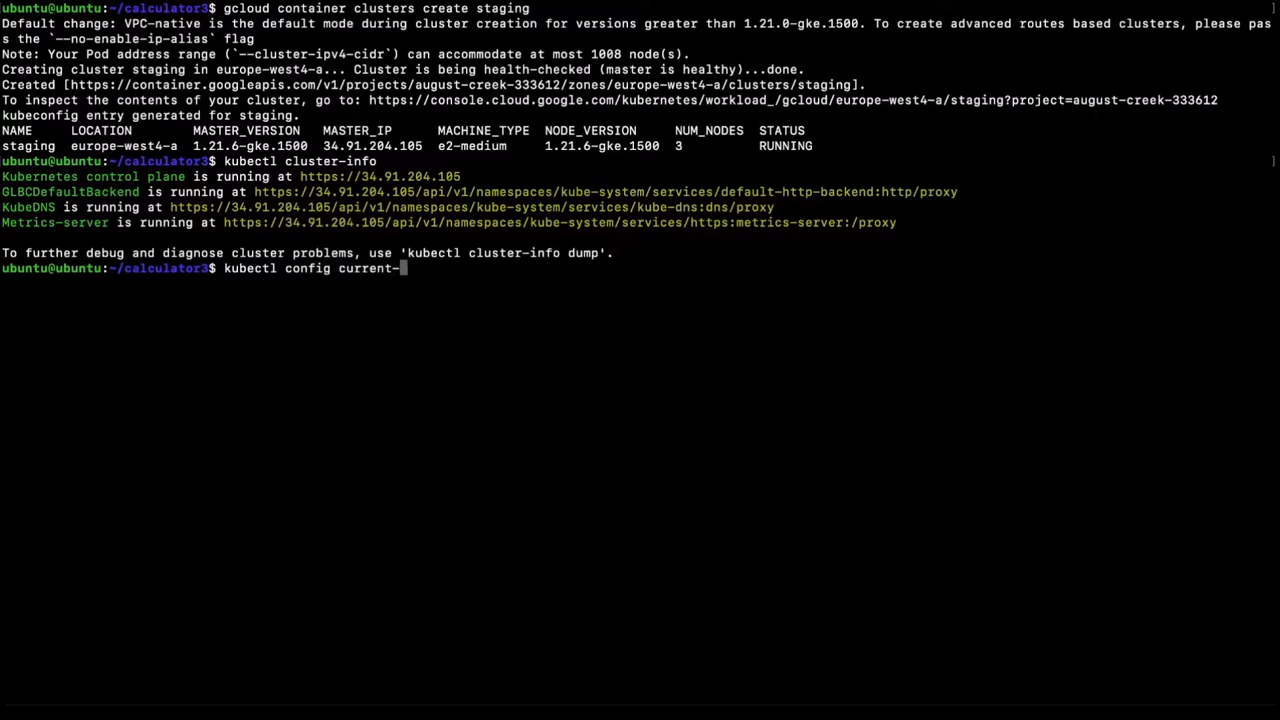 ubuntu@ubuntu:~/calculator3$ gcloud container clusters create staging
Default change: VPC-native is the default mode during cluster creation for versions greater than 1.21.0-gke.1500. To create advanced routes based clusters, please pas
s the `--no-enable-ip-alias` flag
Note: Your Pod address range (`--cluster-ipv4-cidr`) can accommodate at most 1008 node(s).
Creating cluster staging in europe-west4-a... Cluster is being health-checked (master is healthy)...done.
Created [https://container.googleapis.com/v1/projects/august-creek-333612/zones/europe-west4-a/clusters/staging].
To inspect the contents of your cluster, go to: https://console.cloud.google.com/kubernetes/workload_/gcloud/europe-west4-a/staging?project=august-creek-333612
kubeconfig entry generated for staging.
NAME     LOCATION        MASTER_VERSION   MASTER_IP      MACHINE_TYPE  NODE_VERSION     NUM_NODES  STATUS
staging  europe-west4-a  1.21.6-gke.1500  34.91.204.105  e2-medium     1.21.6-gke.1500  3          RUNNING
ubuntu@ubuntu:~/calculator3$ kubectl cluster-info
Kubernetes control plane is running at https://34.91.204.105
GLBCDefaultBackend is running at https://34.91.204.105/api/v1/namespaces/kube-system/services/default-http-backend:http/proxy
KubeDNS is running at https://34.91.204.105/api/v1/namespaces/kube-system/services/kube-dns:dns/proxy
Metrics-server is running at https://34.91.204.105/api/v1/namespaces/kube-system/services/https:metrics-server:/proxy
To further debug and diagnose cluster problems, use 'kubectl cluster-info dump'.
ubuntu@ubuntu:~/calculator3$ kubectl config current-